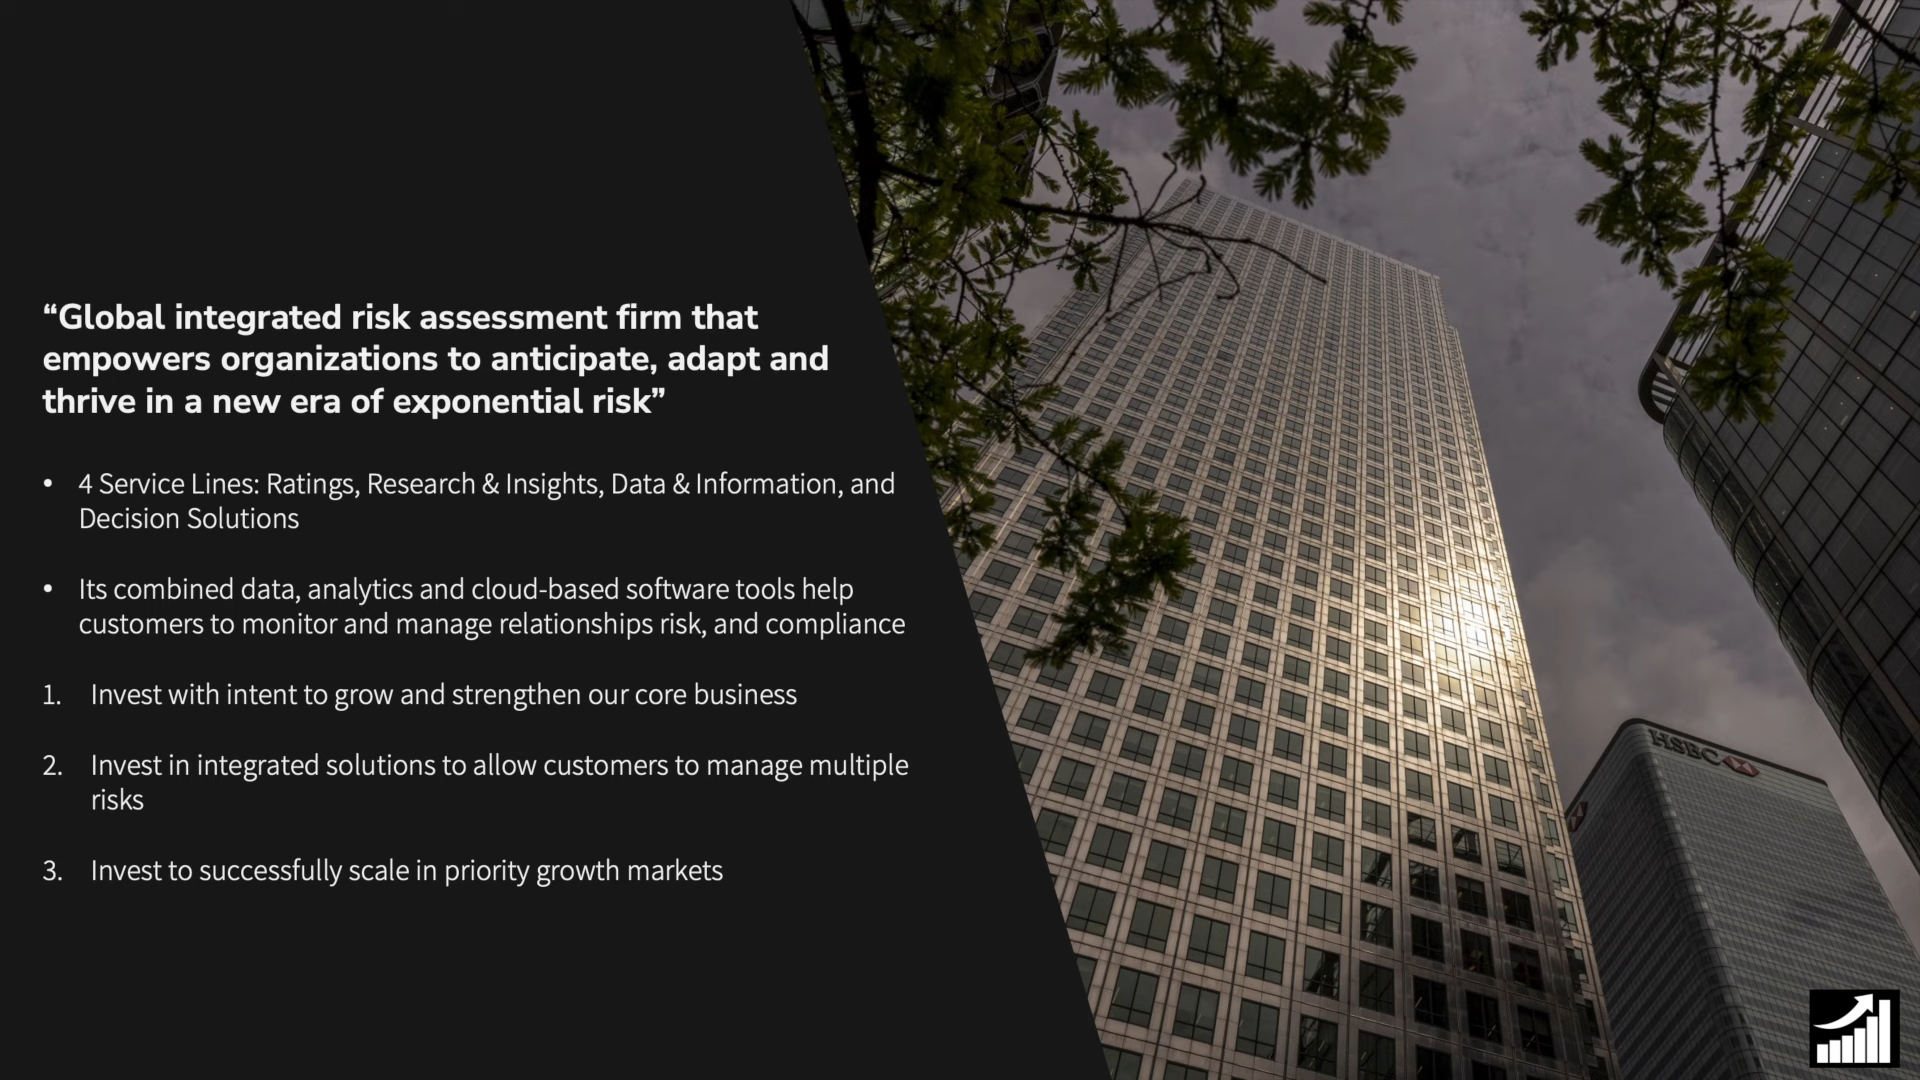 “Global integrated risk assessment firm that
empowers organizations to anticipate, adapt and
thrive in a new era of exponential risk”
• 4 Service Lines: Ratings, Research & Insights, Data & Information, and
Decision Solutions
• Its combined data, analytics and cloud-based software tools help
customers to monitor and manage relationships risk, and compliance
1. Invest with intent to grow and strengthen our core business
2. Invest in integrated solutions to allow customers to manage multiple
risks
3. Invest to successfully scale in priority growth markets
HSBC